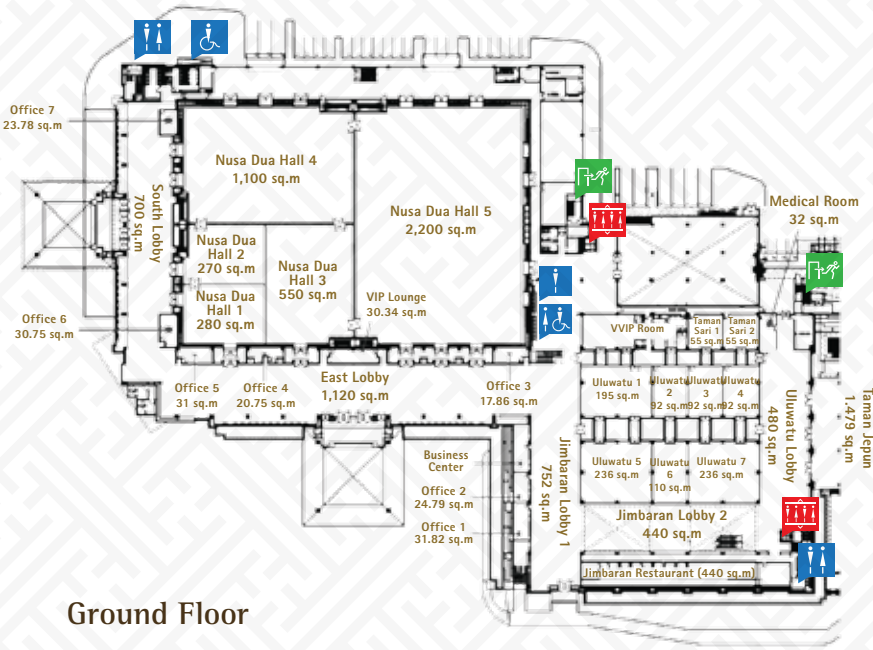 Office 7
23.78 sq.m
South Lobby
700 sq.m
Office 6
30.75 sq.m
Nusa Dua Hall 4
1,100 sq.m
Nusa Dua Hall 5
2,200 sq.m
Nusa Dua
Hall 2
270 sq.m
Nusa Dua
Hall 3
550 sq.m
Nusa Dua
Hall 1
280 sq.m
VIP Lounge
30.34 sq.m
Office 5
31 sq.m
Office 4
20.75 sq.m
East Lobby
1,120 sq.m
Office 3
17.86 sq.m
Medical Room
32 sq.m
VVIP Room
Taman
Sari 1
55 sq.m
Taman
Sari 2
55 sq.m
Uluwatu 1
195 sq.m
Uluwatu
2
92 sq.m
Uluwatu
3
92 sq.m
Uluwatu
4
92 sq.m
Uluwatu Lobby
480 sq.m
Taman Jepun
1.479 sq.m
Business
Center
Office 2
24.79 sq.m
Office 1
31.82 sq.m
Jimbaran Lobby 1
752 sq.m
Uluwatu 5
236 sq.m
Uluwatu
6
110 sq.m
Uluwatu 7
236 sq.m
Jimbaran Lobby 2
440 sq.m
Jimbaran Restaurant (440 sq.m)
Ground Floor